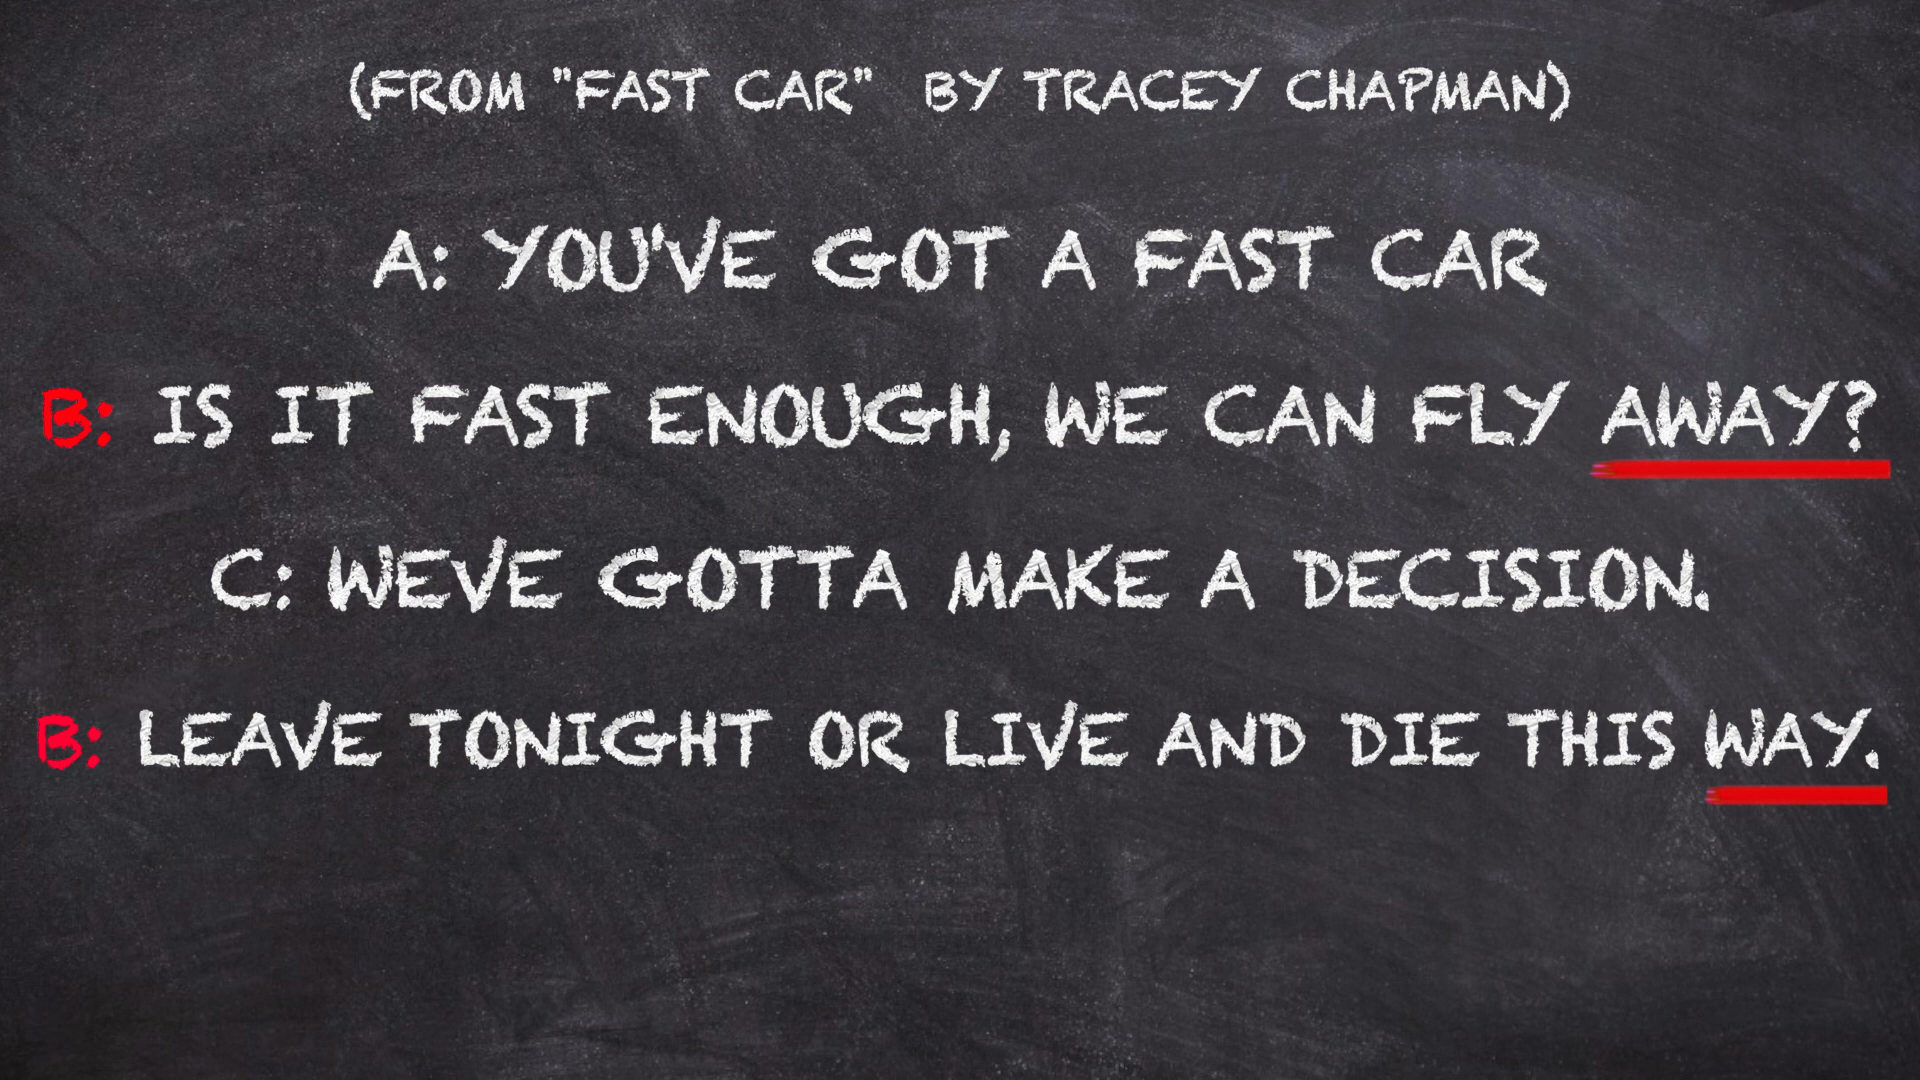 (FROM "FAST CAR" BY TRACEY CHAPMAN)
A: YOU'VE GOT A FAST CAR
B: IS IT FAST ENOUGH, WE CAN FLY AWAY?
C: WEVE GOTTA MAKE A DECISION.
B: LEAVE TONIGHT OR LIVE AND DIE THIS WAY.